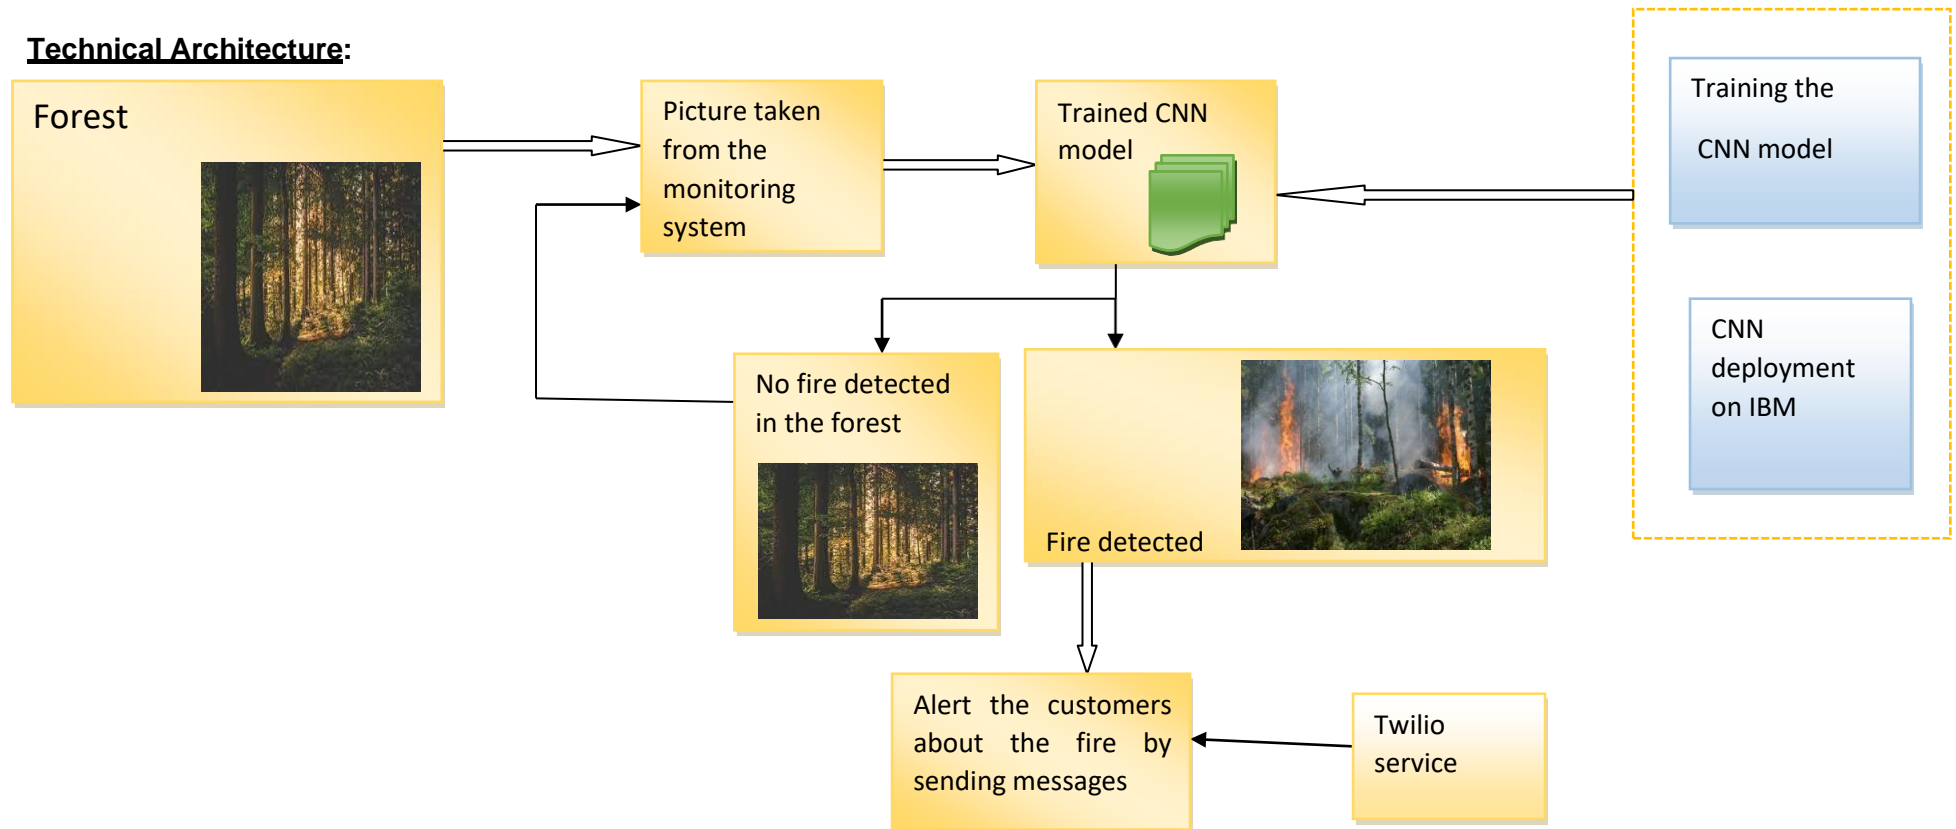 Technical Architecture:
Forest
Picture taken
from the
monitoring
system
Trained CNN
model
Training the
CNN model
CNN
deployment
on IBM
No fire detected
in the forest
Fire detected
Alert the customers
about the fire by
sending messages
Twilio
service